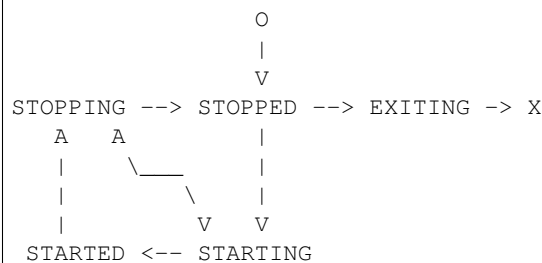 O
|
V
STOPPING --> STOPPED --> EXITING -> X
A A |
| \___ |
| \ |
| V V
STARTED <-- STARTING